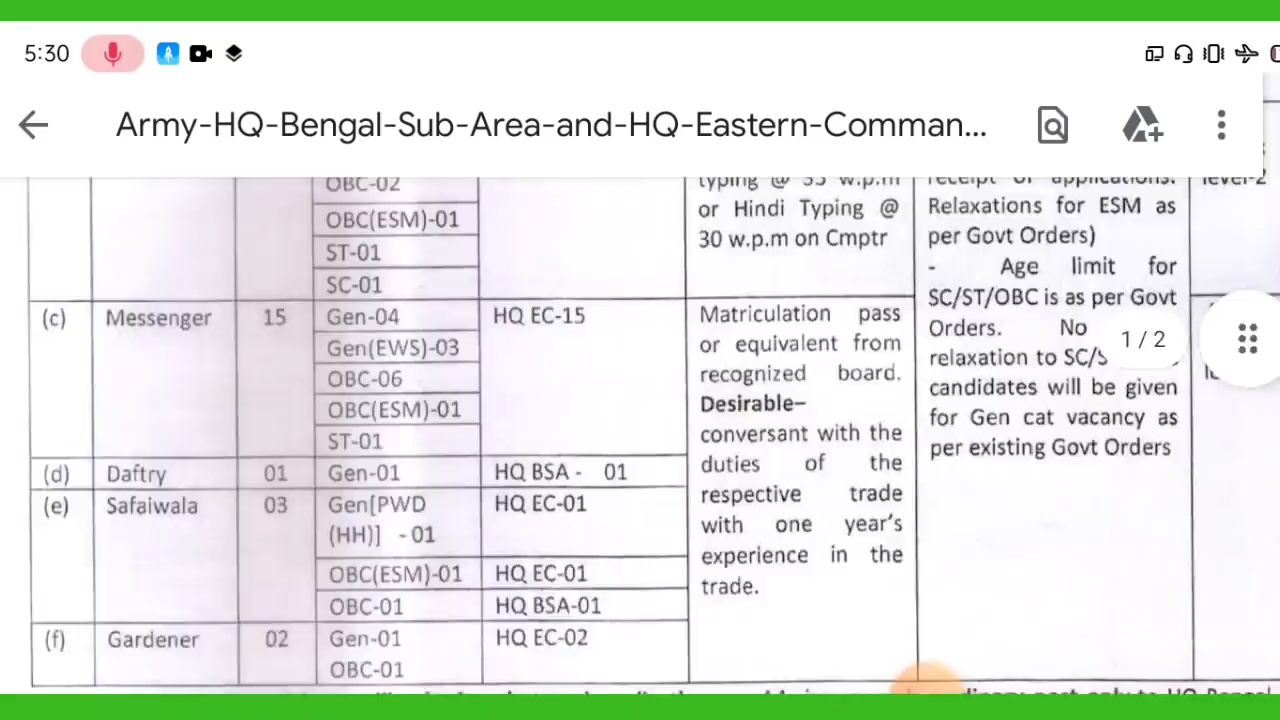 5:30
Army-HQ-Bengal-Sub-Area-and-HQ-Eastern-Comman...
OBC-02
OBC(ESM)-01
ST-01
SC-01
typing @ 35 w.p.m
or Hindi Typing @
30 w.p.m on Cmptr
receipt of applications.
Relaxations for ESM as
per Govt Orders)
- Age limit for
SC/ST/OBC is as per Govt
Orders. No
relaxation to SC/S
candidates will be given
for Gen cat vacancy as
per existing Govt Orders
level-2
1 / 2
(c) Messenger 15
Gen-04
Gen(EWS)-03
OBC-06
OBC(ESM)-01
ST-01
HQ EC-15
Matriculation pass
or equivalent from
recognized board.
Desirable–
conversant with the
duties of the
respective trade
with one year's
experience in the
trade.
(d) Daftry 01 Gen-01 HQ BSA - 01
(e) Safaiwala 03
Gen[PWD
(HH)] - 01
HQ EC-01
OBC(ESM)-01 HQ EC-01
OBC-01 HQ BSA-01
(f) Gardener 02
Gen-01
OBC-01
HQ EC-02